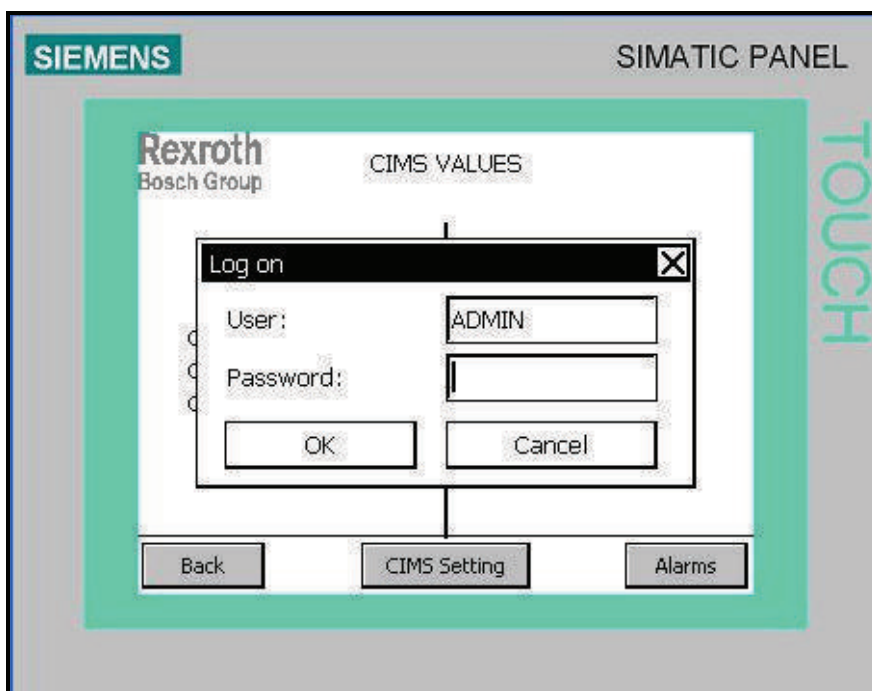 SIEMENS
SIMATIC PANEL
TOUCH
Rexroth
Bosch Group
CIMS VALUES
Log on
User:
ADMIN
Password:
OK
Cancel
Back
CIMS Setting
Alarms